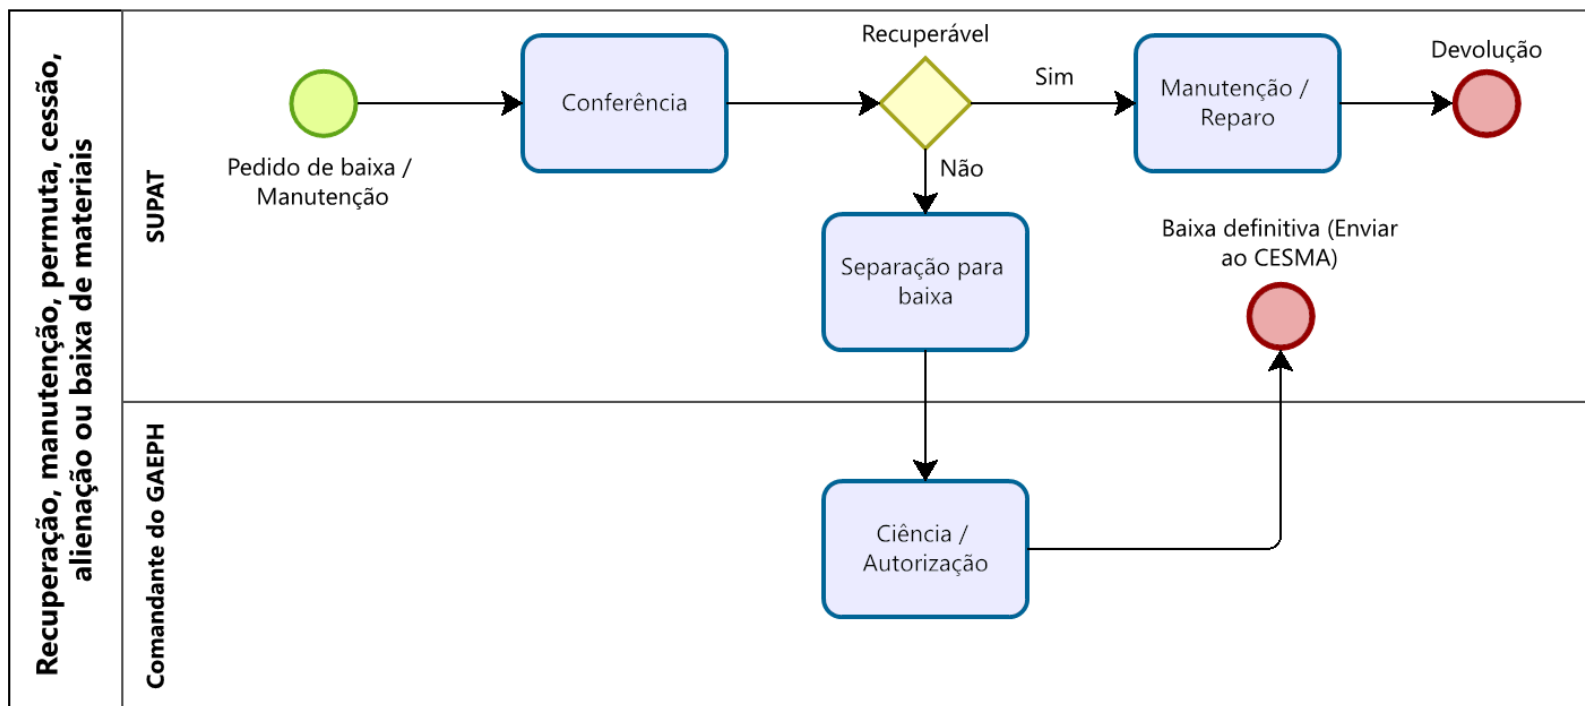 Recuperação, manutenção, permuta, cessão,
alienação ou baixa de materiais
SUPAT
Pedido de baixa /
Manutenção
Conferência
Recuperável
Sim
Não
Manutenção /
Reparo
Devolução
Separação para
baixa
Baixa definitiva (Enviar
ao CESMA)
Comandante do GAEPH
Ciência /
Autorização